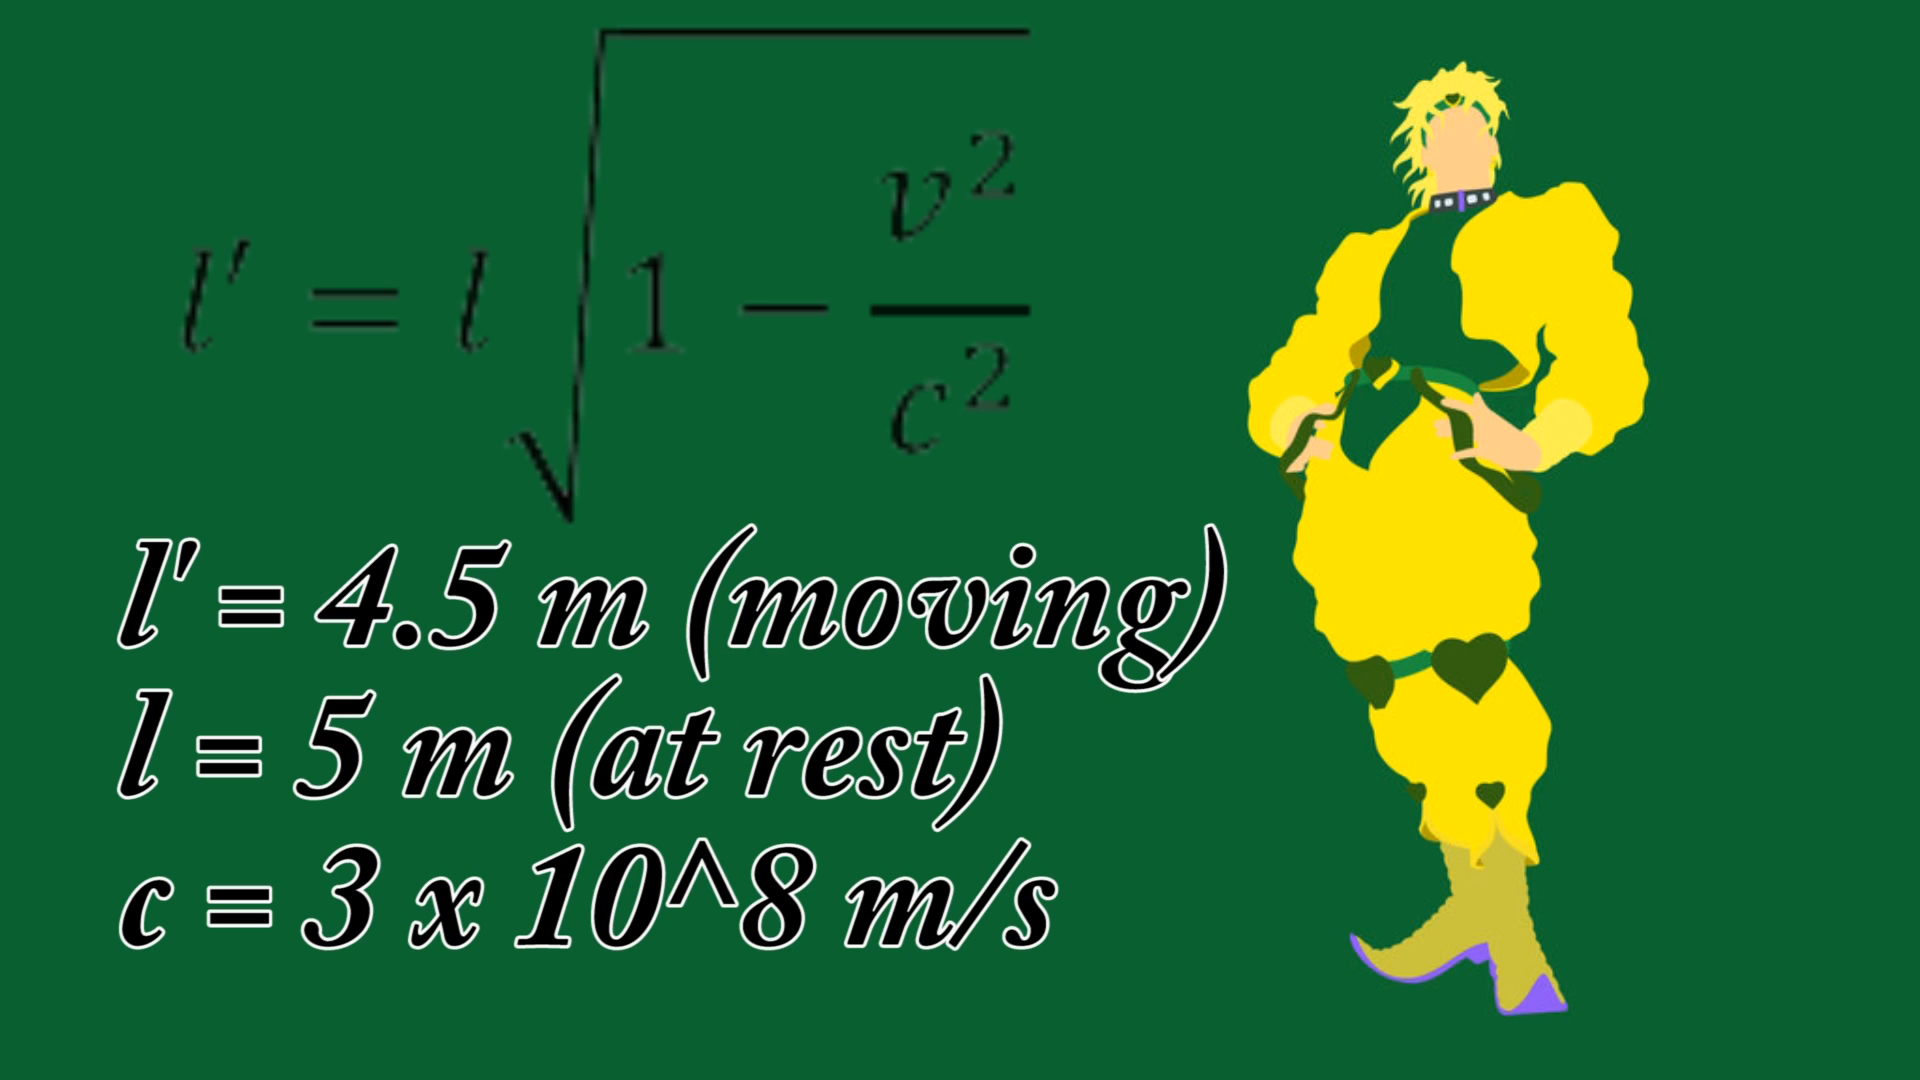 l' = l √1 − v²/c²
l' = 4.5 m (moving)
l = 5 m (at rest)
c = 3 x 10^8 m/s